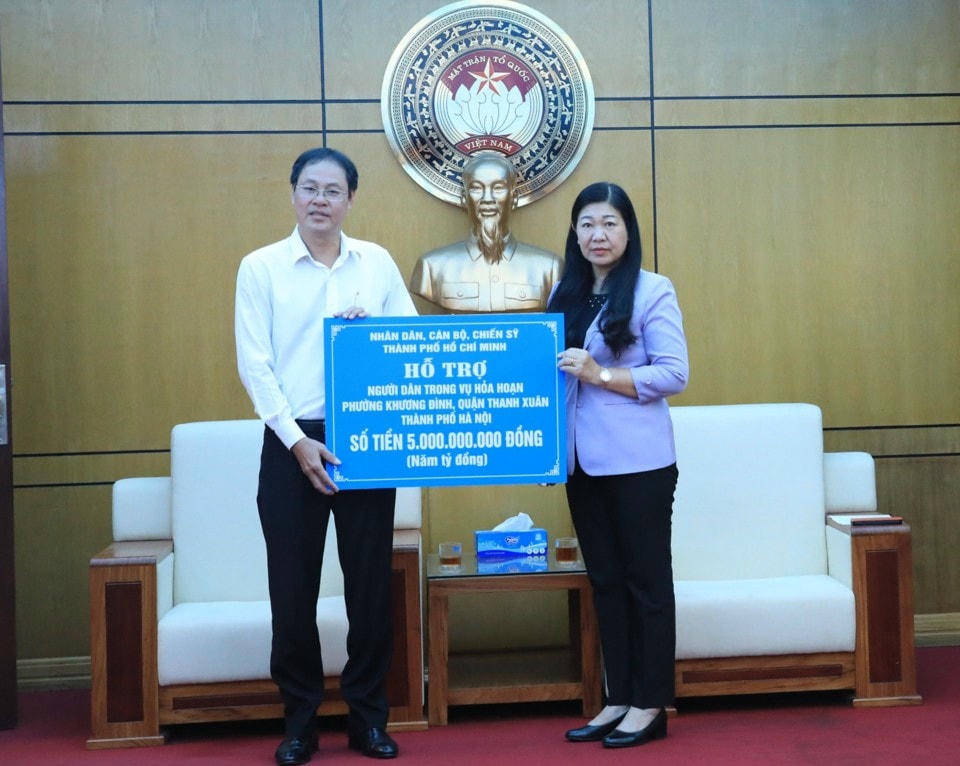 MẶT TRẬN TỔ QUỐC
VIỆT NAM
NHÂN DÂN, CÁN BỘ, CHIẾN SỸ
THÀNH PHỐ HỒ CHÍ MINH
HỖ TRỢ
NGƯỜI DÂN TRONG VỤ HỎA HOẠN
PHƯỜNG KHƯƠNG ĐÌNH, QUẬN THANH XUÂN
THÀNH PHỐ HÀ NỘI
SỐ TIỀN 5.000.000.000 ĐỒNG
(Năm tỷ đồng)